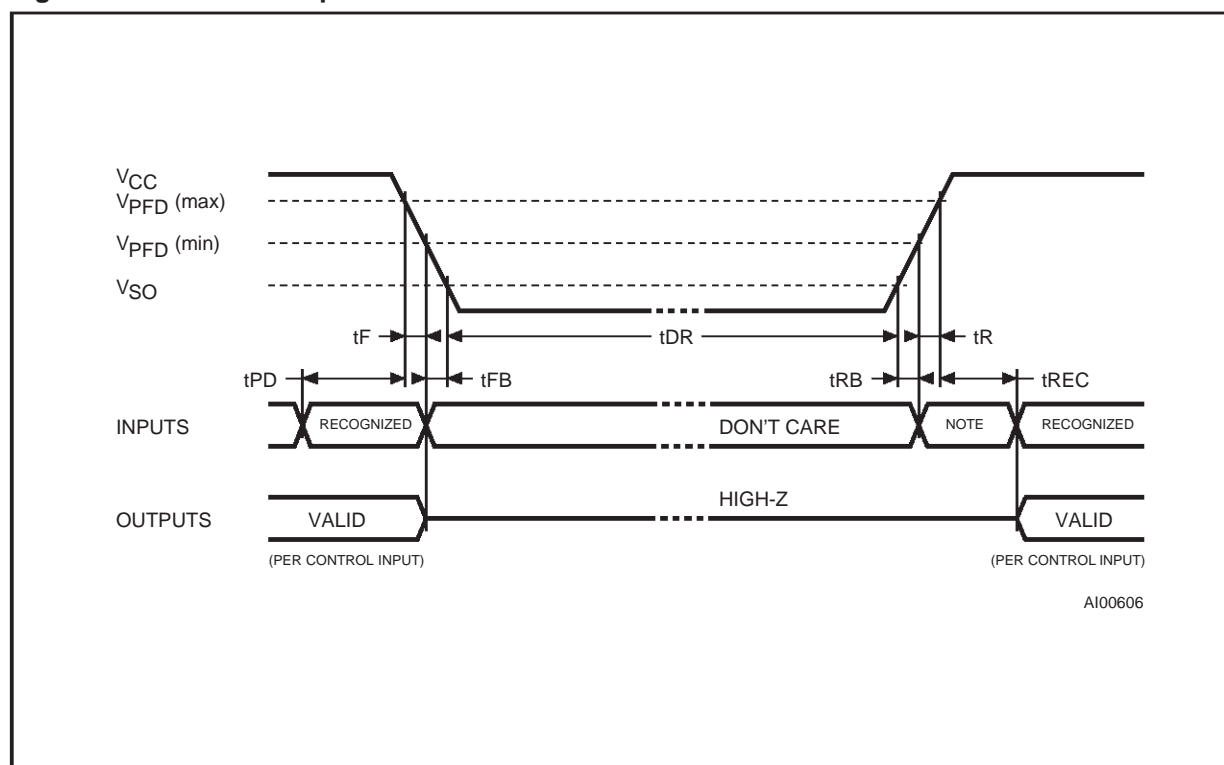 VCC
VPFD (max)
VPFD (min)
VSO
tF
tDR
tR
tPD
tFB
tRB
tREC
INPUTS
RECOGNIZED
DON'T CARE
NOTE
RECOGNIZED
HIGH-Z
OUTPUTS
VALID
VALID
(PER CONTROL INPUT)
(PER CONTROL INPUT)
AI00606